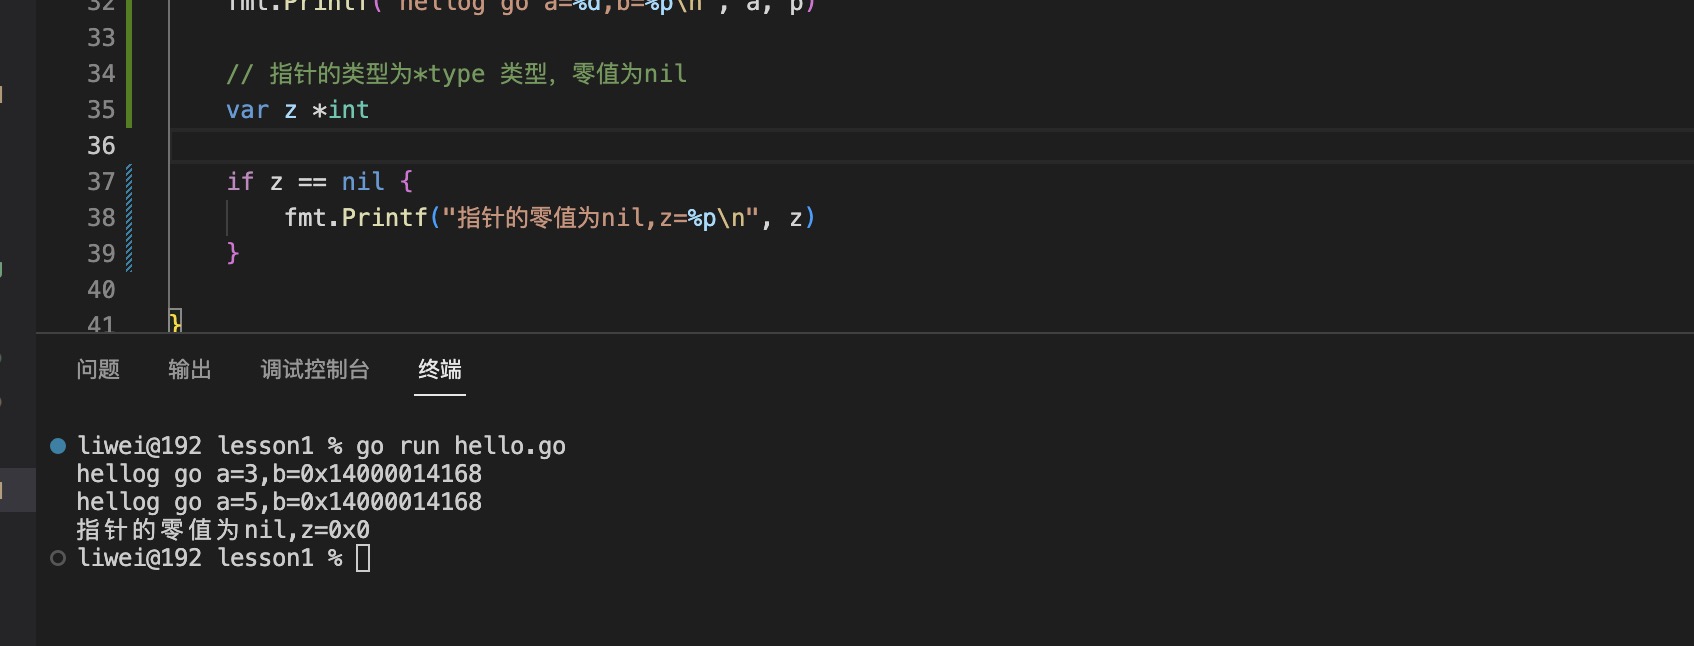 32 fmt.Printf("hellog go a=%d,b=%p\n", a, p)
33
34 // 指针的类型为*type 类型，零值为nil
35 var z *int
36
37 if z == nil {
38 fmt.Printf("指针的零值为nil,z=%p\n", z)
39 }
40
41 }
问题 输出 调试控制台 终端
liwei@192 lesson1 % go run hello.go
hellog go a=3,b=0x14000014168
hellog go a=5,b=0x14000014168
指针的零值为nil,z=0x0
liwei@192 lesson1 %